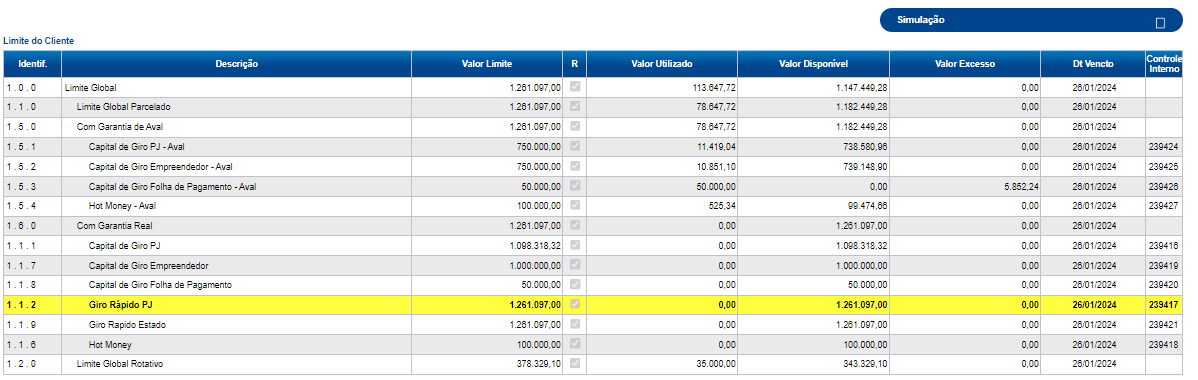 Simulação
Limite do Cliente
Identif. Descrição Valor Limite R Valor Utilizado Valor Disponível Valor Excesso Dt Vencto Controle Interno
1 . 0 . 0 Limite Global 1.261.097,00 113.647,72 1.147.449,28 0,00 26/01/2024
1 . 1 . 0 Limite Global Parcelado 1.261.097,00 78.647,72 1.182.449,28 0,00 26/01/2024
1 . 5 . 0 Com Garantia de Aval 1.261.097,00 78.647,72 1.182.449,28 0,00 26/01/2024
1 . 5 . 1 Capital de Giro PJ - Aval 750.000,00 11.419,04 738.580,96 0,00 26/01/2024 239424
1 . 5 . 2 Capital de Giro Empreendedor - Aval 750.000,00 10.851,10 739.148,90 0,00 26/01/2024 239425
1 . 5 . 3 Capital de Giro Folha de Pagamento - Aval 50.000,00 50.000,00 0,00 5.852,24 26/01/2024 239426
1 . 5 . 4 Hot Money - Aval 100.000,00 525,34 99.474,66 0,00 26/01/2024 239427
1 . 6 . 0 Com Garantia Real 1.261.097,00 0,00 1.261.097,00 0,00 26/01/2024
1 . 1 . 1 Capital de Giro PJ 1.098.318,32 0,00 1.098.318,32 0,00 26/01/2024 239416
1 . 1 . 7 Capital de Giro Empreendedor 1.000.000,00 0,00 1.000.000,00 0,00 26/01/2024 239419
1 . 1 . 8 Capital de Giro Folha de Pagamento 50.000,00 0,00 50.000,00 0,00 26/01/2024 239420
1 . 1 . 2 Giro Rápido PJ 1.261.097,00 0,00 1.261.097,00 0,00 26/01/2024 239417
1 . 1 . 9 Giro Rapido Estado 1.261.097,00 0,00 1.261.097,00 0,00 26/01/2024 239421
1 . 1 . 6 Hot Money 100.000,00 0,00 100.000,00 0,00 26/01/2024 239418
1 . 2 . 0 Limite Global Rotativo 378.329,10 35.000,00 343.329,10 0,00 26/01/2024